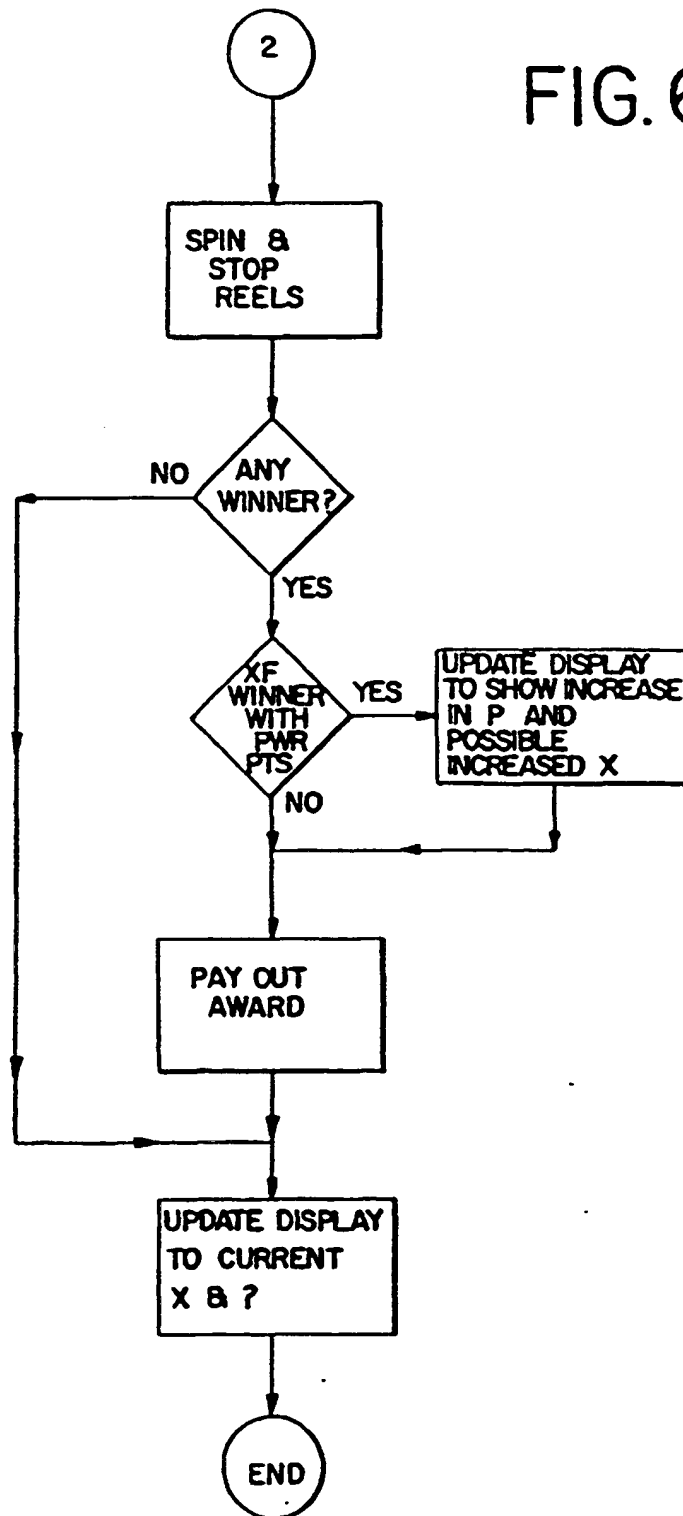 2
FIG. 6
SPIN &
STOP
REELS
ANY
WINNER?
NO
YES
XF
WINNER
WITH
PWR
PTS
YES
NO
UPDATE DISPLAY
TO SHOW INCREASE
IN P AND
POSSIBLE
INCREASED X
PAY OUT
AWARD
UPDATE DISPLAY
TO CURRENT
X & ?
END